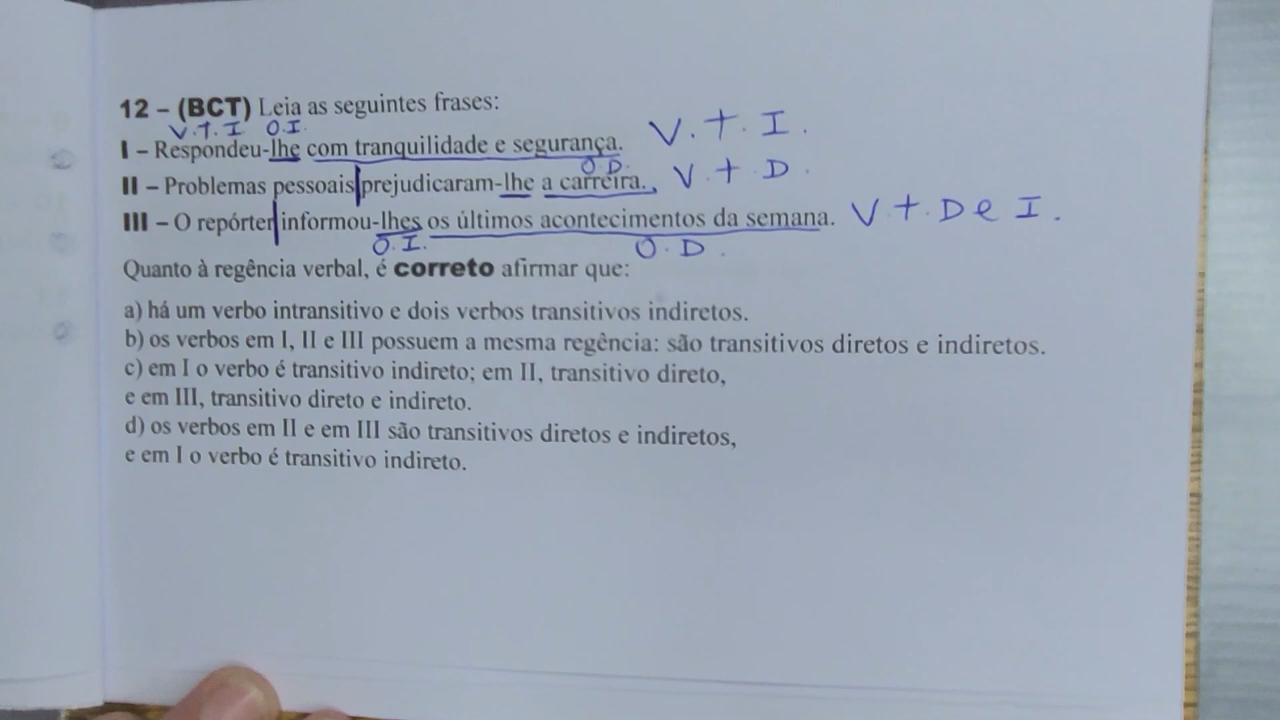 12 – (BCT) Leia as seguintes frases:
V.T.I O.I.
I – Respondeu-lhe com tranquilidade e segurança. V.T.I.
O D.
II – Problemas pessoais prejudicaram-lhe a carreira. V.T D.
III – O repórter informou-lhes os últimos acontecimentos da semana. V T. D e I.
O.I. O.D.
Quanto à regência verbal, é correto afirmar que:
a) há um verbo intransitivo e dois verbos transitivos indiretos.
b) os verbos em I, II e III possuem a mesma regência: são transitivos diretos e indiretos.
c) em I o verbo é transitivo indireto; em II, transitivo direto,
e em III, transitivo direto e indireto.
d) os verbos em II e em III são transitivos diretos e indiretos,
e em I o verbo é transitivo indireto.